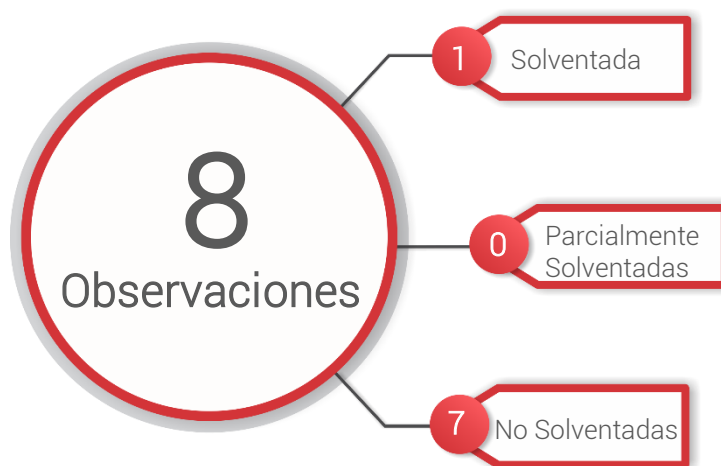 8
Observaciones
1
Solventada
0
Parcialmente
Solventadas
7
No Solventadas